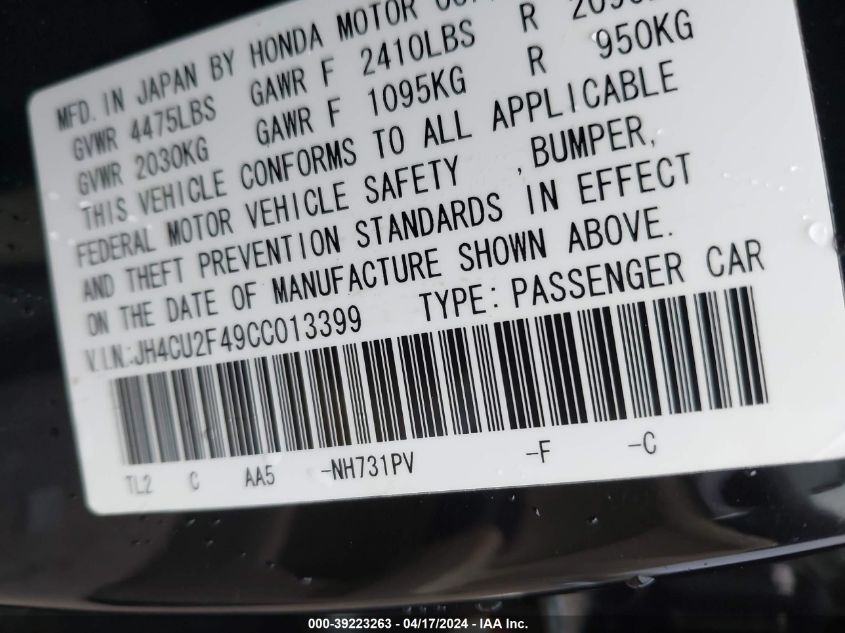 MFD. IN JAPAN BY HONDA MOTOR
GVWR 4475LBS GAWR F 2410LBS R
GVWR 2030KG GAWR F 1095KG R 950KG
THIS VEHICLE CONFORMS TO ALL APPLICABLE
FEDERAL MOTOR VEHICLE SAFETY , BUMPER,
AND THEFT PREVENTION STANDARDS IN EFFECT
ON THE DATE OF MANUFACTURE SHOWN ABOVE.
V.I.N.:JH4CU2F49CC013399 TYPE: PASSENGER CAR
TL2 C AA5 -NH731PV -F -C
000-39223263 - 04/17/2024 - IAA Inc.